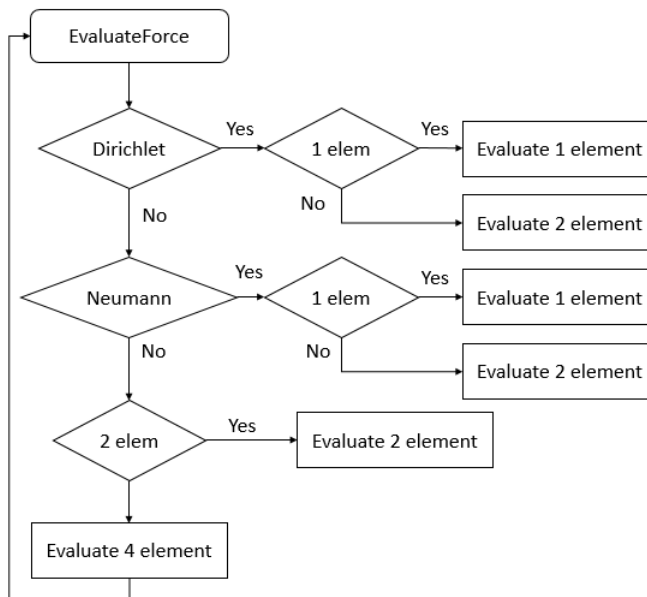 EvaluateForce
Dirichlet
Yes
1 elem
Yes
Evaluate 1 element
No
No
Evaluate 2 element
Neumann
Yes
1 elem
Yes
Evaluate 1 element
No
No
Evaluate 2 element
2 elem
Yes
Evaluate 2 element
Evaluate 4 element